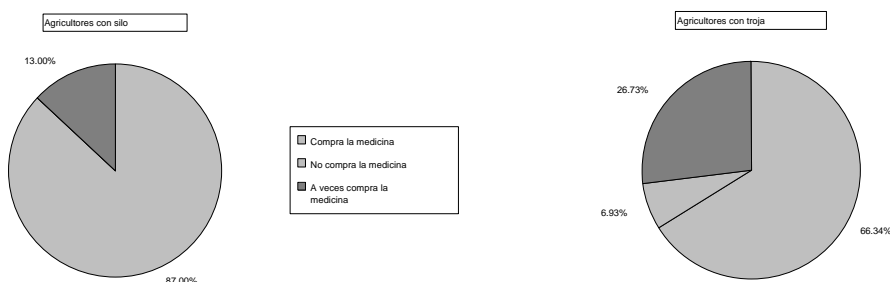 Agricultores con silo
13.00%
87.00%
Compra la medicina
No compra la medicina
A veces compra la
medicina
Agricultores con troja
26.73%
6.93%
66.34%